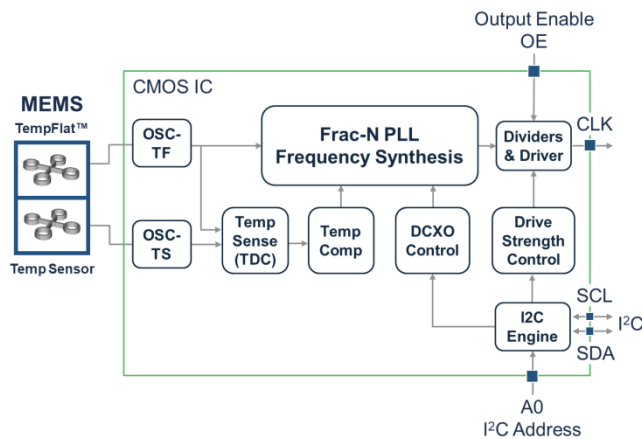 Output Enable
OE
CMOS IC
MEMS
TempFlat™
OSC-
TF
Frac-N PLL
Frequency Synthesis
Dividers
& Driver
CLK
OSC-
TS
Temp
Sense
(TDC)
Temp
Comp
DCXO
Control
Drive
Strength
Control
Temp Sensor
I2C
Engine
SCL
I²C
SDA
A0
I²C Address